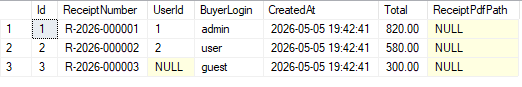 Id ReceiptNumber UserId BuyerLogin CreatedAt Total ReceiptPdfPath
1 1 R-2026-000001 1 admin 2026-05-05 19:42:41 820.00 NULL
2 2 R-2026-000002 2 user 2026-05-05 19:42:41 580.00 NULL
3 3 R-2026-000003 NULL guest 2026-05-05 19:42:41 300.00 NULL